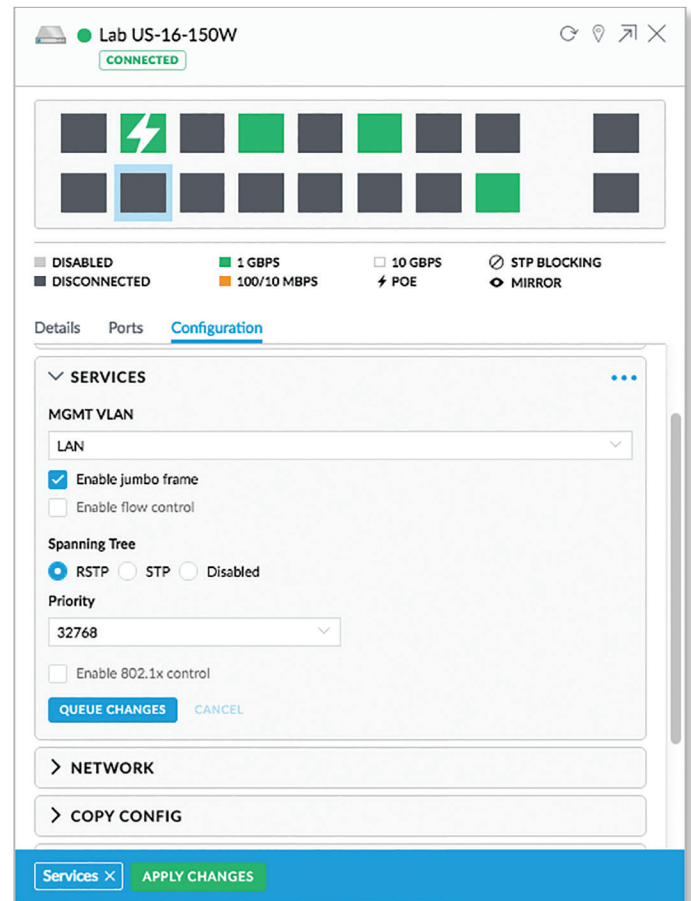 Lab US-16-150W
CONNECTED
DISABLED 1 GBPS 10 GBPS STP BLOCKING
DISCONNECTED 100/10 MBPS POE MIRROR
Details Ports Configuration
SERVICES
MGMT VLAN
LAN
Enable jumbo frame
Enable flow control
Spanning Tree
RSTP STP Disabled
Priority
32768
Enable 802.1x control
QUEUE CHANGES CANCEL
NETWORK
COPY CONFIG
Services × APPLY CHANGES